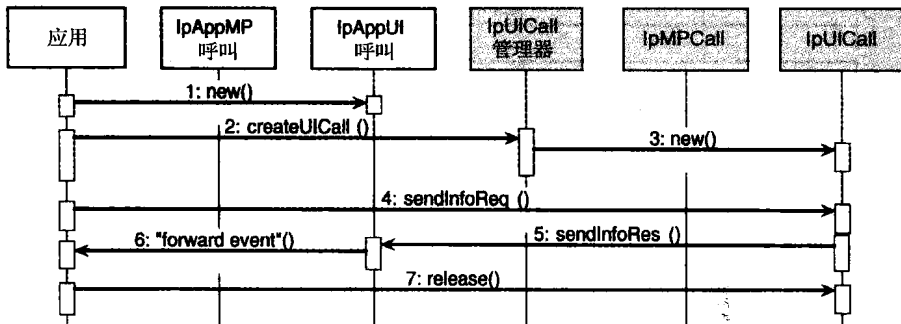 应用
IpAppMP
呼叫
IpAppUI
呼叫
IpUICall
管理器
IpMPCall
IpUICall
1: new()
2: createUICall ()
3: new()
4: sendInfoReq ()
5: sendInfoRes ()
6: "forward event"()
7: release()